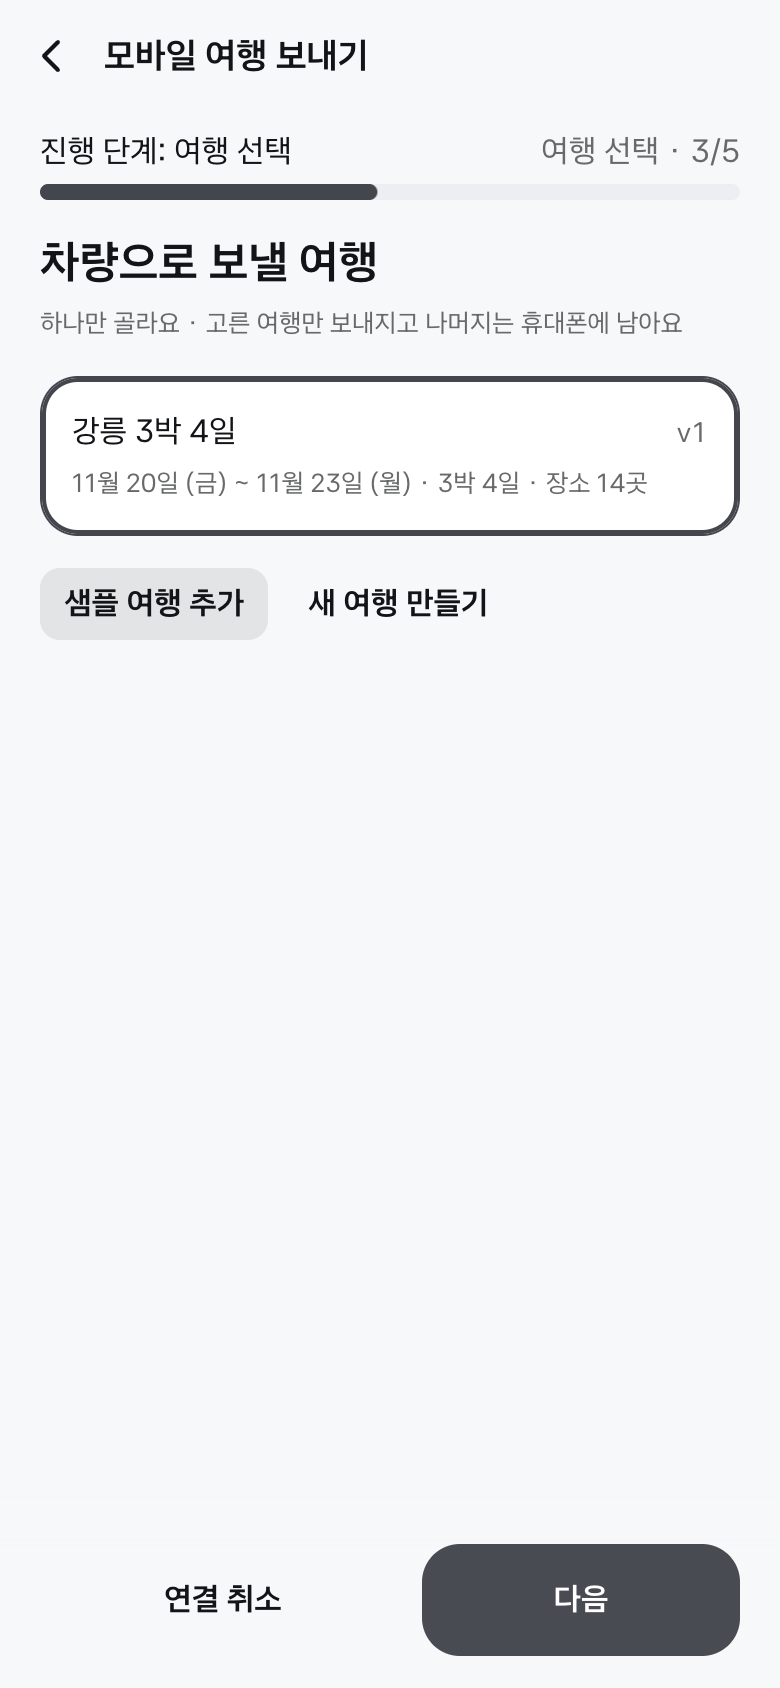 모바일 여행 보내기
진행 단계: 여행 선택
여행 선택 · 3/5
차량으로 보낼 여행
하나만 골라요 · 고른 여행만 보내지고 나머지는 휴대폰에 남아요
강릉 3박 4일
v1
11월 20일 (금) ~ 11월 23일 (월) · 3박 4일 · 장소 14곳
샘플 여행 추가
새 여행 만들기
연결 취소
다음